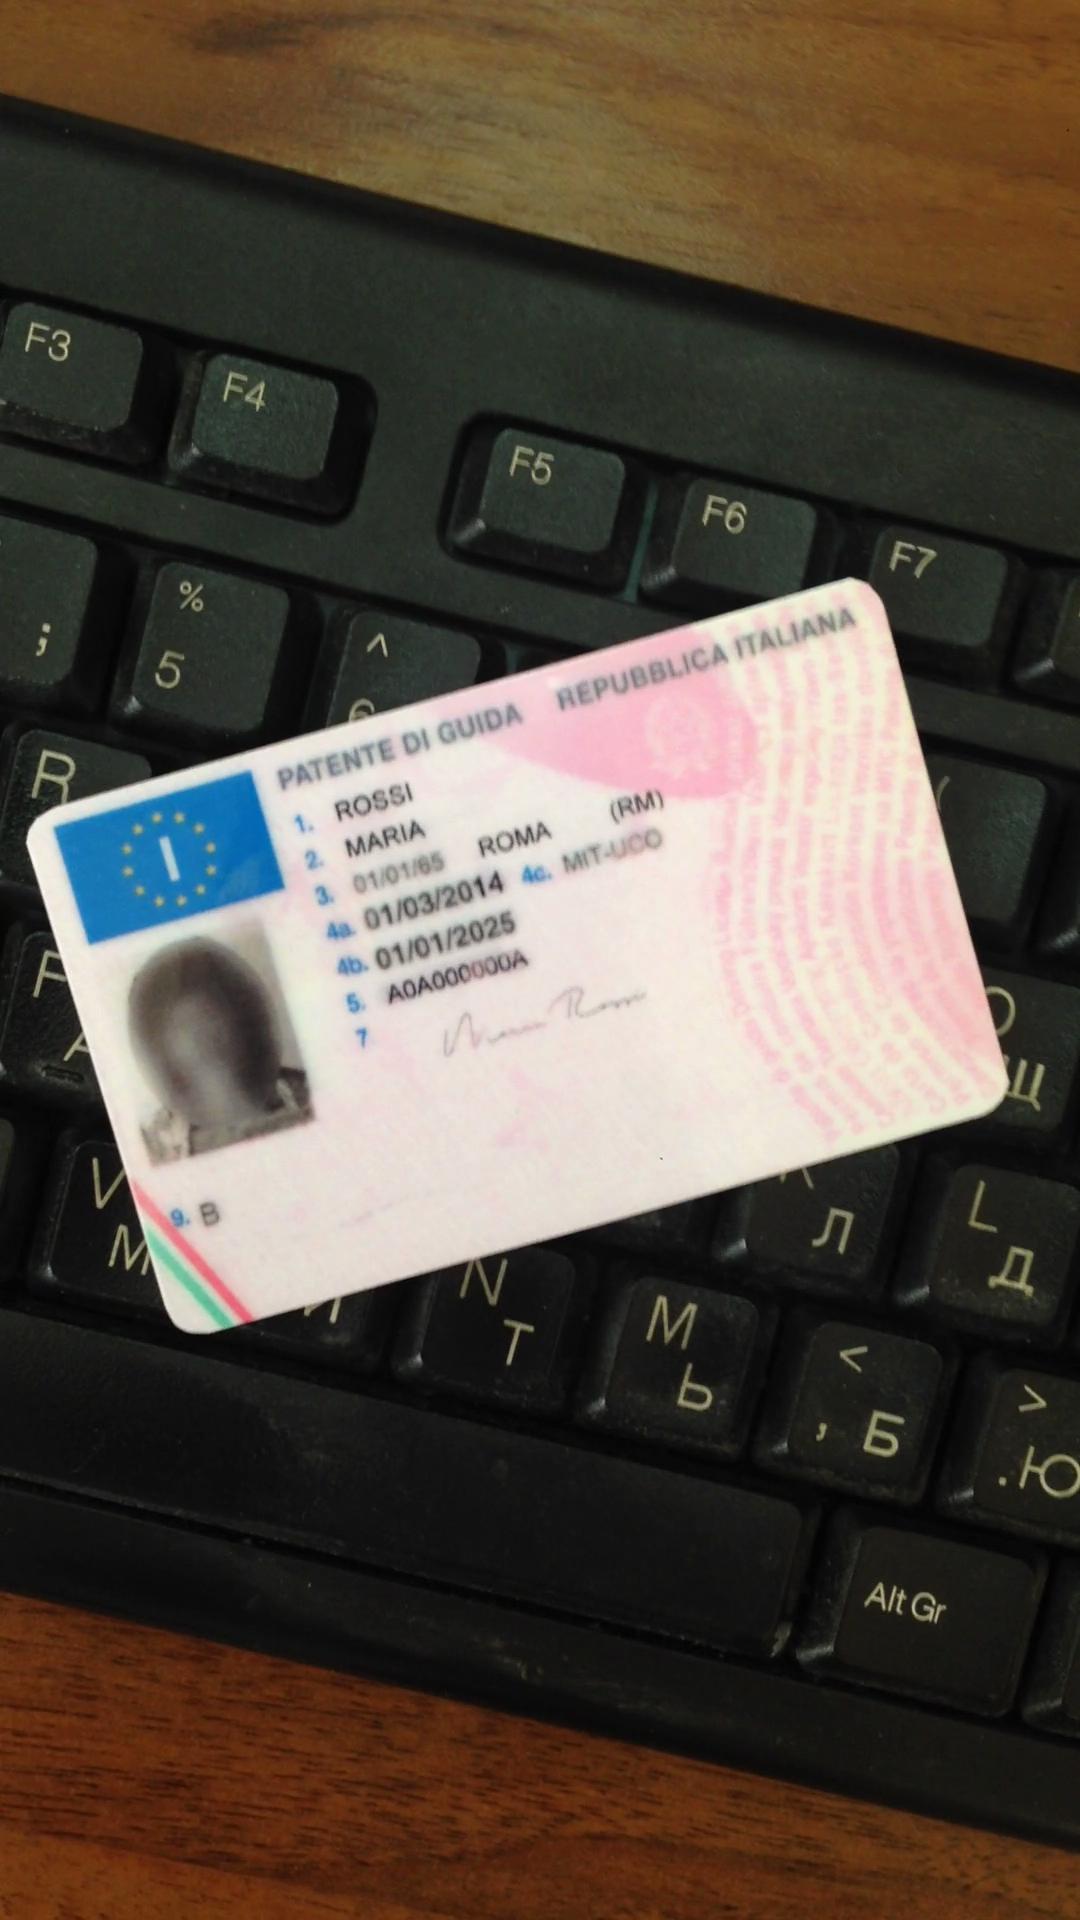 F3
F4
F5
F6
F7
;
%
5
^
R
PATENTE DI GUIDA REPUBBLICA ITALIANA
I
1. ROSSI
2. MARIA
3. 01/01/65 ROMA (RM)
4a. 01/03/2014 4c. MIT-UCO
4b. 01/01/2025
5. A0A000000A
7 Maria Rossi
9. B
(
O
Щ
V
М
Л
L
Д
И
N
Т
M
Ь
<
, Б
>
. Ю
Alt Gr